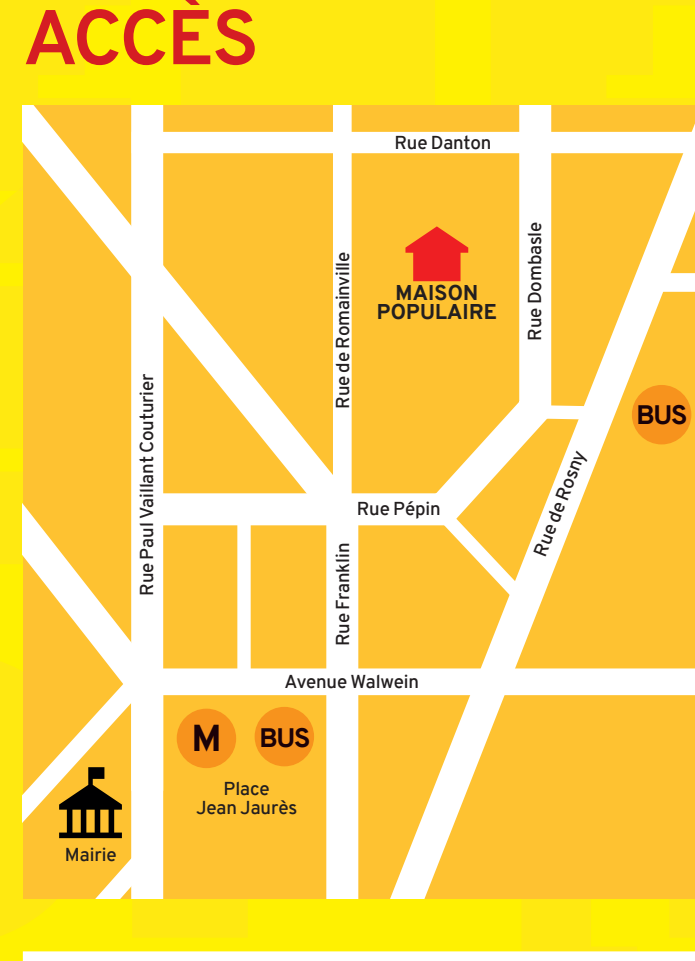 ACCÈS
Rue Danton
Rue de Romainville
MAISON
POPULAIRE
Rue Dombasle
BUS
Rue Paul Vaillant Couturier
Rue Pépin
Rue de Rosny
Rue Franklin
Avenue Walwein
M
BUS
Place
Jean Jaurès
Mairie